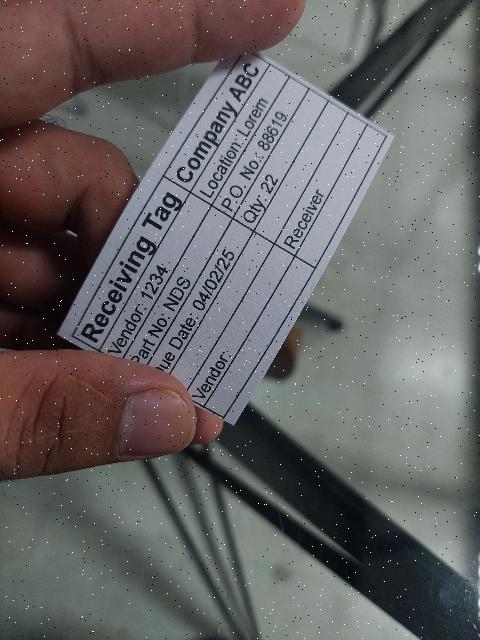 Receiving Tag Company ABC
Vendor: 1234 Location: Lorem
Part No: NDS P.O. No.: 88619
ue Date: 04/02/25 Qty: 22
Vendor: Receiver